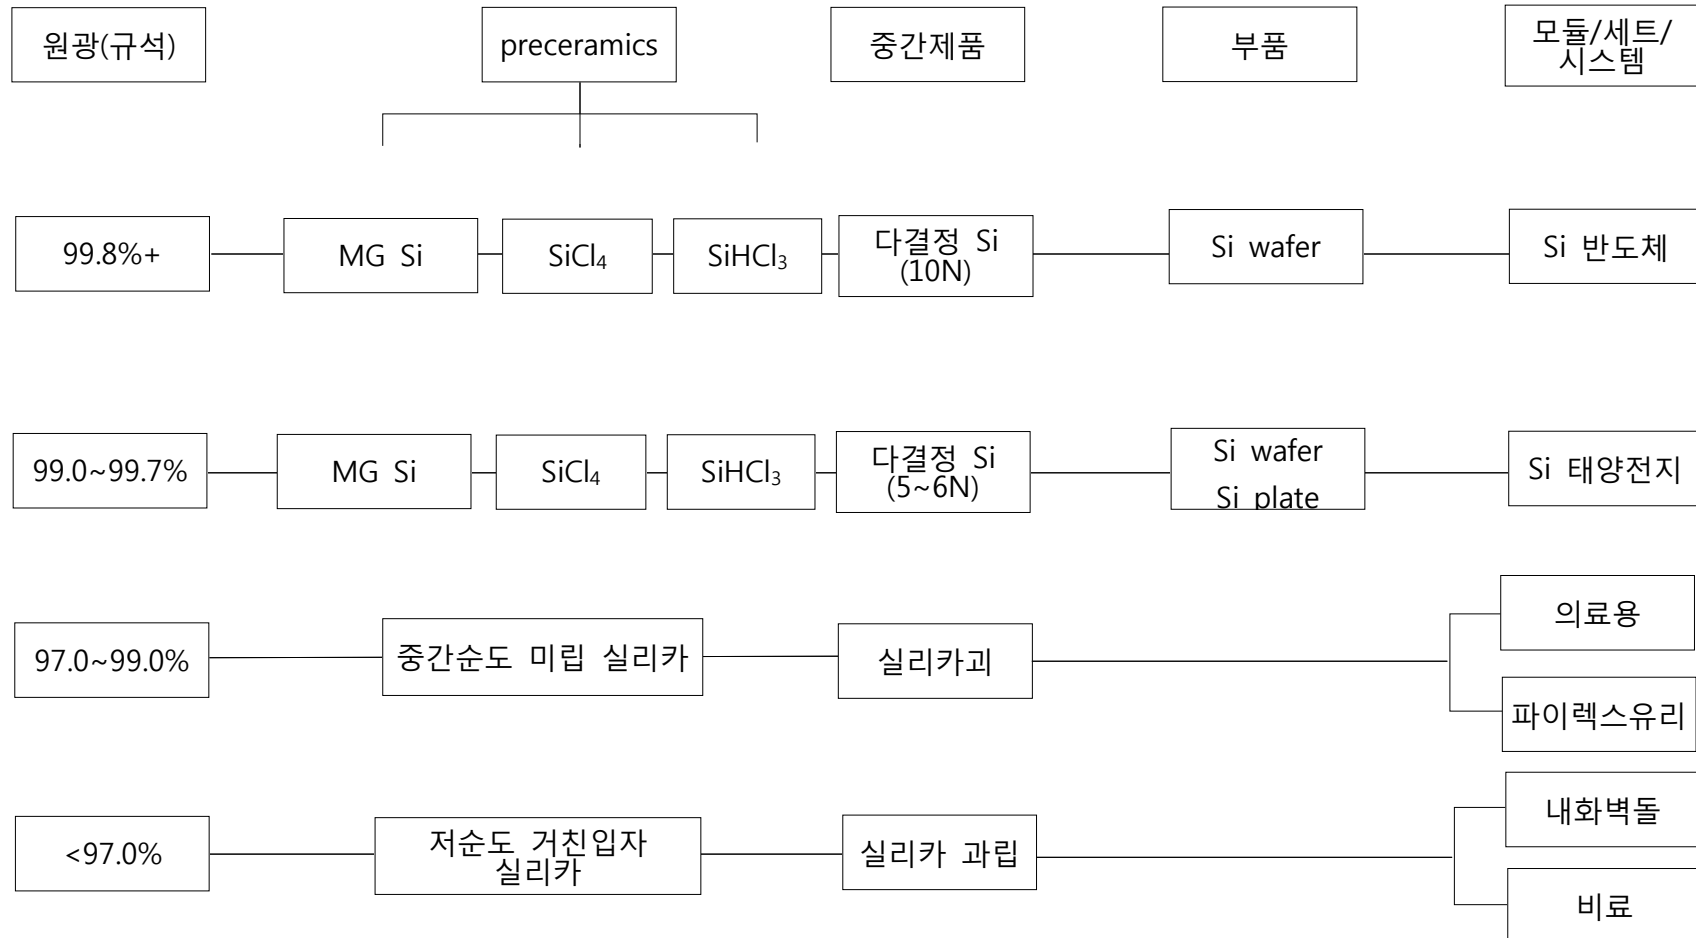 원광(규석)
preceramics
중간제품
부품
모듈/세트/
시스템
99.8%+
MG Si
SiCl₄
SiHCl₃
다결정 Si
(10N)
Si wafer
Si 반도체
99.0~99.7%
MG Si
SiCl₄
SiHCl₃
다결정 Si
(5~6N)
Si wafer
Si plate
Si 태양전지
97.0~99.0%
중간순도 미립 실리카
실리카괴
의료용
파이렉스유리
<97.0%
저순도 거친입자
실리카
실리카 과립
내화벽돌
비료